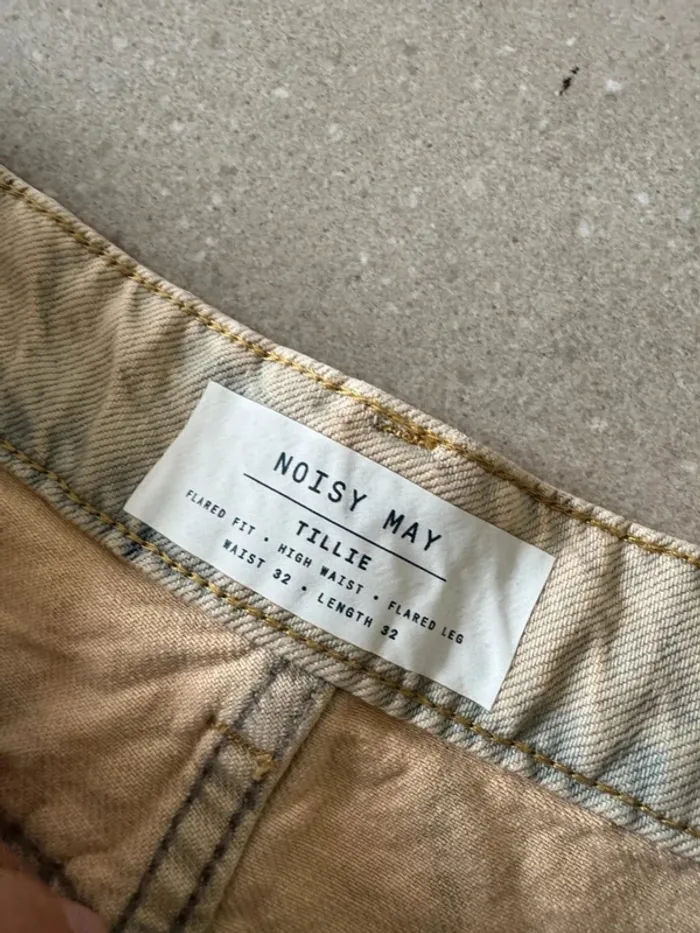 NOISY MAY
TILLIE
FLARED FIT • HIGH WAIST • FLARED LEG
WAIST 32 • LENGTH 32